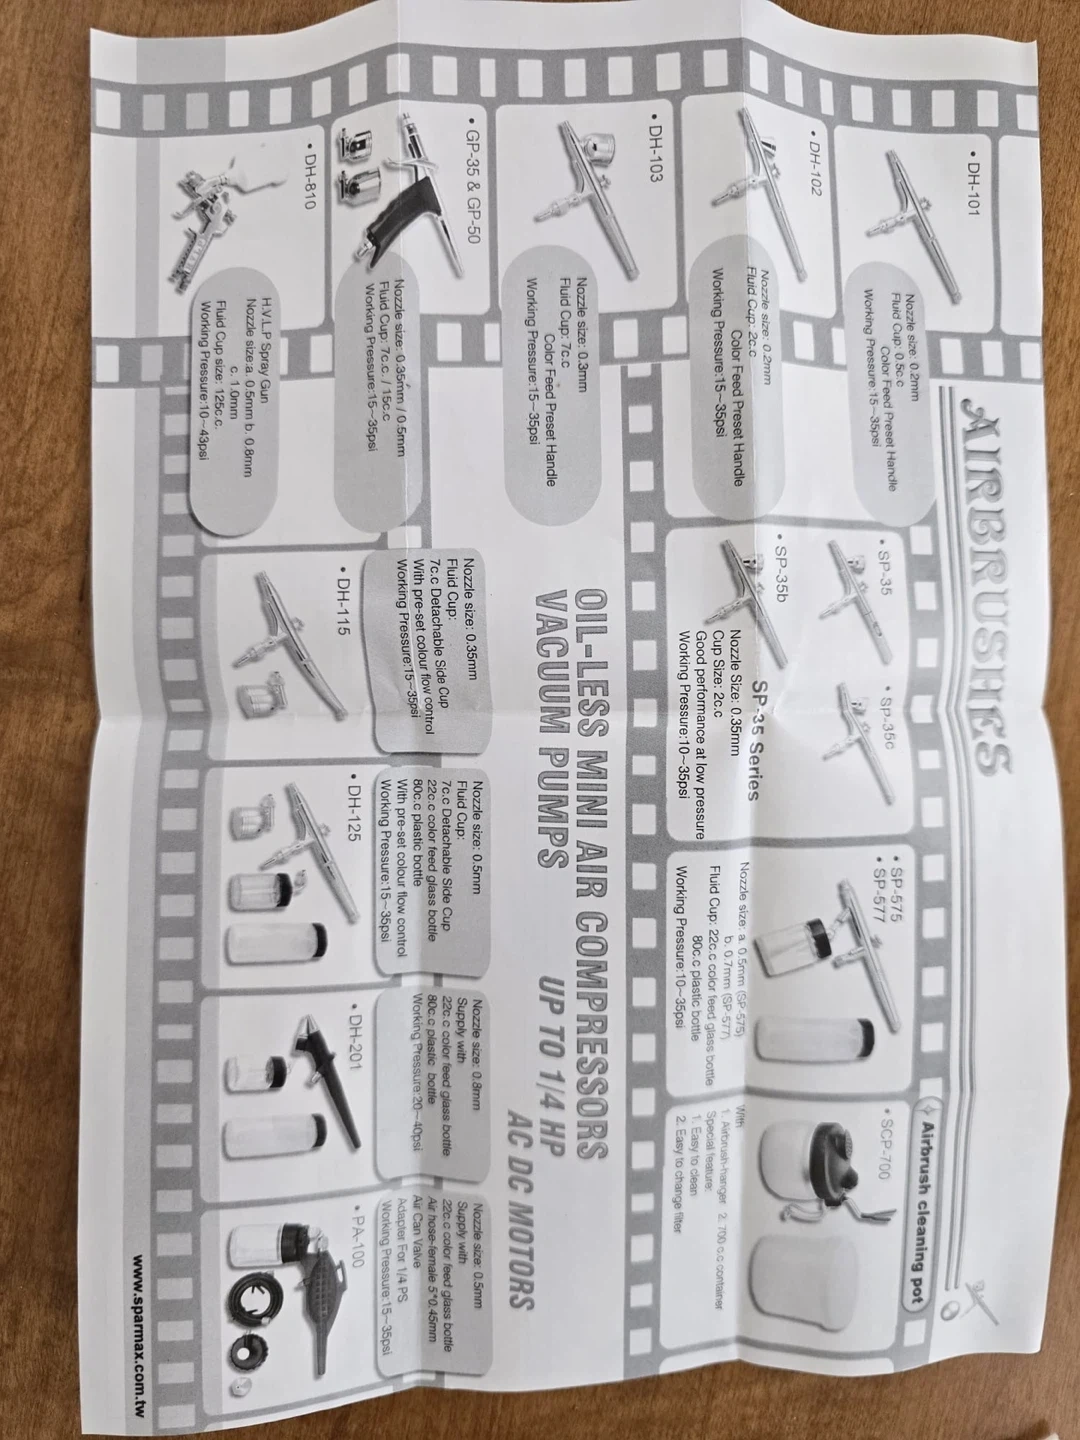 AIRBRUSHES
• DH-101
Nozzle size: 0.2mm
Fluid Cup: 0.5c.c
Color Feed Preset Handle
Working Pressure:15~35psi
• DH-102
Nozzle size: 0.2mm
Fluid Cup: 2c.c
Color Feed Preset Handle
Working Pressure:15~35psi
• DH-103
Nozzle size: 0.3mm
Fluid Cup: 7c.c
Color Feed Preset Handle
Working Pressure:15~35psi
• GP-35 & GP-50
Nozzle size: 0.35mm / 0.5mm
Fluid Cup: 7c.c. / 15c.c
Working Pressure:15~35psi
• DH-810
H.V.L.P Spray Gun
Nozzle size:a. 0.5mm b. 0.8mm
c. 1.0mm
Fluid Cup size: 125c.c.
Working Pressure:10~43psi
• SP-35
• SP-35c
• SP-35b
SP-35 Series
Nozzle Size: 0.35mm
Cup Size: 2c.c
Good performance at low pressure
Working Pressure:10~35psi
• SP-575
• SP-577
Nozzle size: a. 0.5mm (SP-575)
b. 0.7mm (SP-577)
Fluid Cup: 22c.c color feed glass bottle
80c.c plastic bottle
Working Pressure:10~35psi
Airbrush cleaning pot
• SCP-700
With
1. Airbrush-hanger 2. 700 c.c container
Special feature:
1. Easy to clean
2. Easy to change filter
OIL-LESS MINI AIR COMPRESSORS
VACUUM PUMPS UP TO 1/4 HP
AC DC MOTORS
Nozzle size: 0.35mm
Fluid Cup:
7c.c Detachable Side Cup
With pre-set colour flow control
Working Pressure:15~35psi
• DH-115
Nozzle size: 0.5mm
Fluid Cup:
7c.c Detachable Side Cup
22c.c color feed glass bottle
80c.c plastic bottle
With pre-set colour flow control
Working Pressure:15~35psi
• DH-125
Nozzle size: 0.8mm
Supply with
22c.c color feed glass bottle
80c.c plastic bottle
Working Pressure:20~40psi
• DH-201
Nozzle size: 0.5mm
Supply with
22c.c color feed glass bottle
Air hose-female 5*0.45mm
Air Can Valve
Adapter For 1/4 PS
Working Pressure:15~35psi
• PA-100
www.sparmax.com.tw